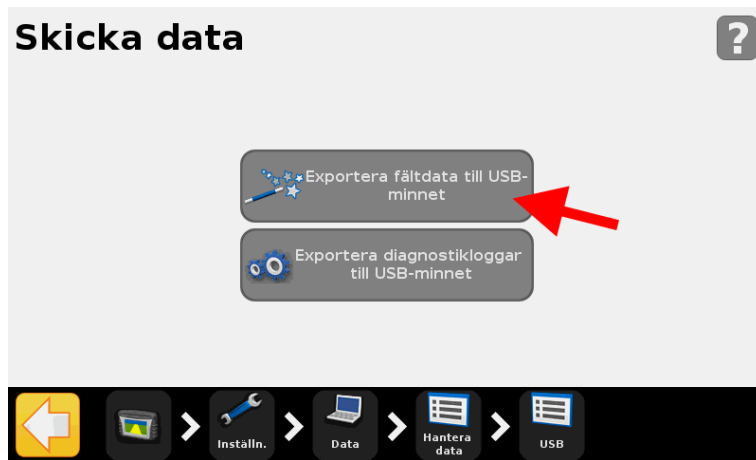 Skicka data
?
Exportera fältdata till USB-
minnet
Exportera diagnostikloggar
till USB-minnet
Inställn.
Data
Hantera
data
USB